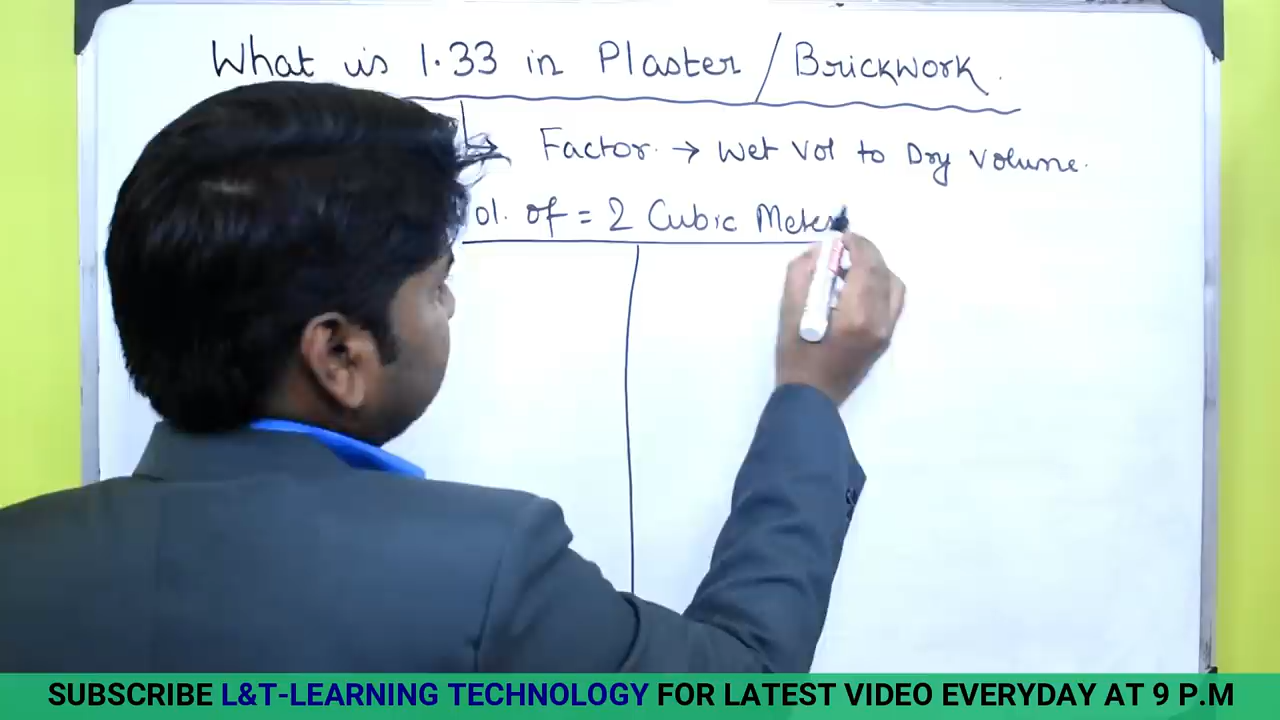 What is 1.33 in Plaster / Brickwork.
Factor. → Wet Vol to Dry Volume.
of = 2 Cubic Meter
SUBSCRIBE L&T-LEARNING TECHNOLOGY FOR LATEST VIDEO EVERYDAY AT 9 P.M